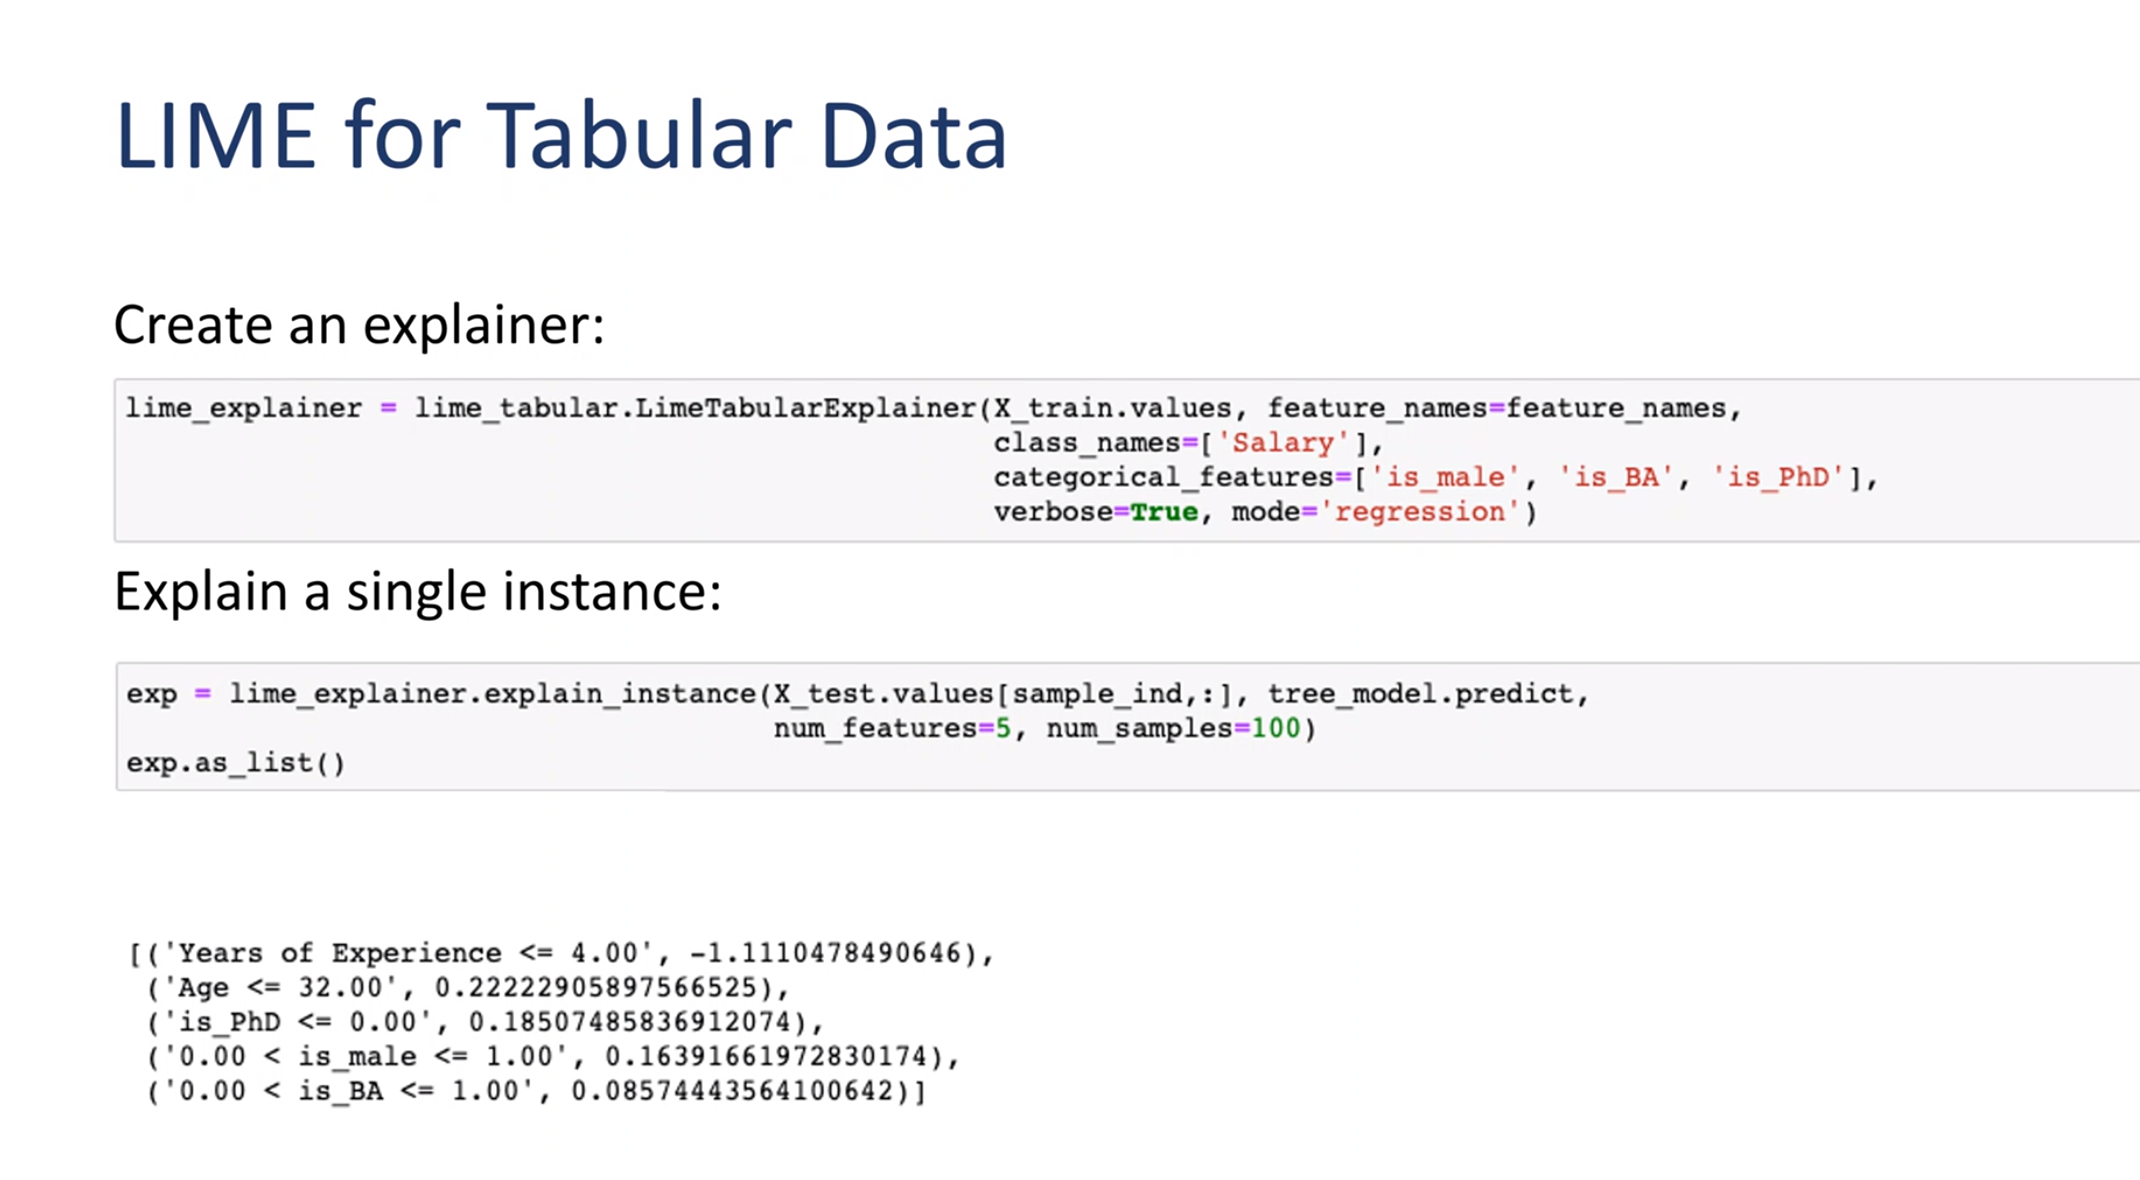 LIME for Tabular Data
Create an explainer:
lime_explainer = lime_tabular.LimeTabularExplainer(X_train.values, feature_names=feature_names,
class_names=['Salary'],
categorical_features=['is_male', 'is_BA', 'is_PhD'],
verbose=True, mode='regression')
Explain a single instance:
exp = lime_explainer.explain_instance(X_test.values[sample_ind,:], tree_model.predict,
num_features=5, num_samples=100)
exp.as_list()
[('Years of Experience <= 4.00', -1.1110478490646),
('Age <= 32.00', 0.22222905897566525),
('is_PhD <= 0.00', 0.18507485836912074),
('0.00 < is_male <= 1.00', 0.16391661972830174),
('0.00 < is_BA <= 1.00', 0.08574443564100642)]